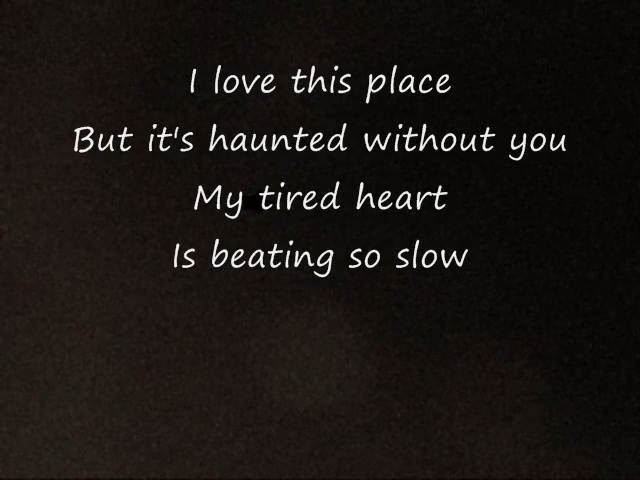 I love this place
But it's haunted without you
My tired heart
Is beating so slow